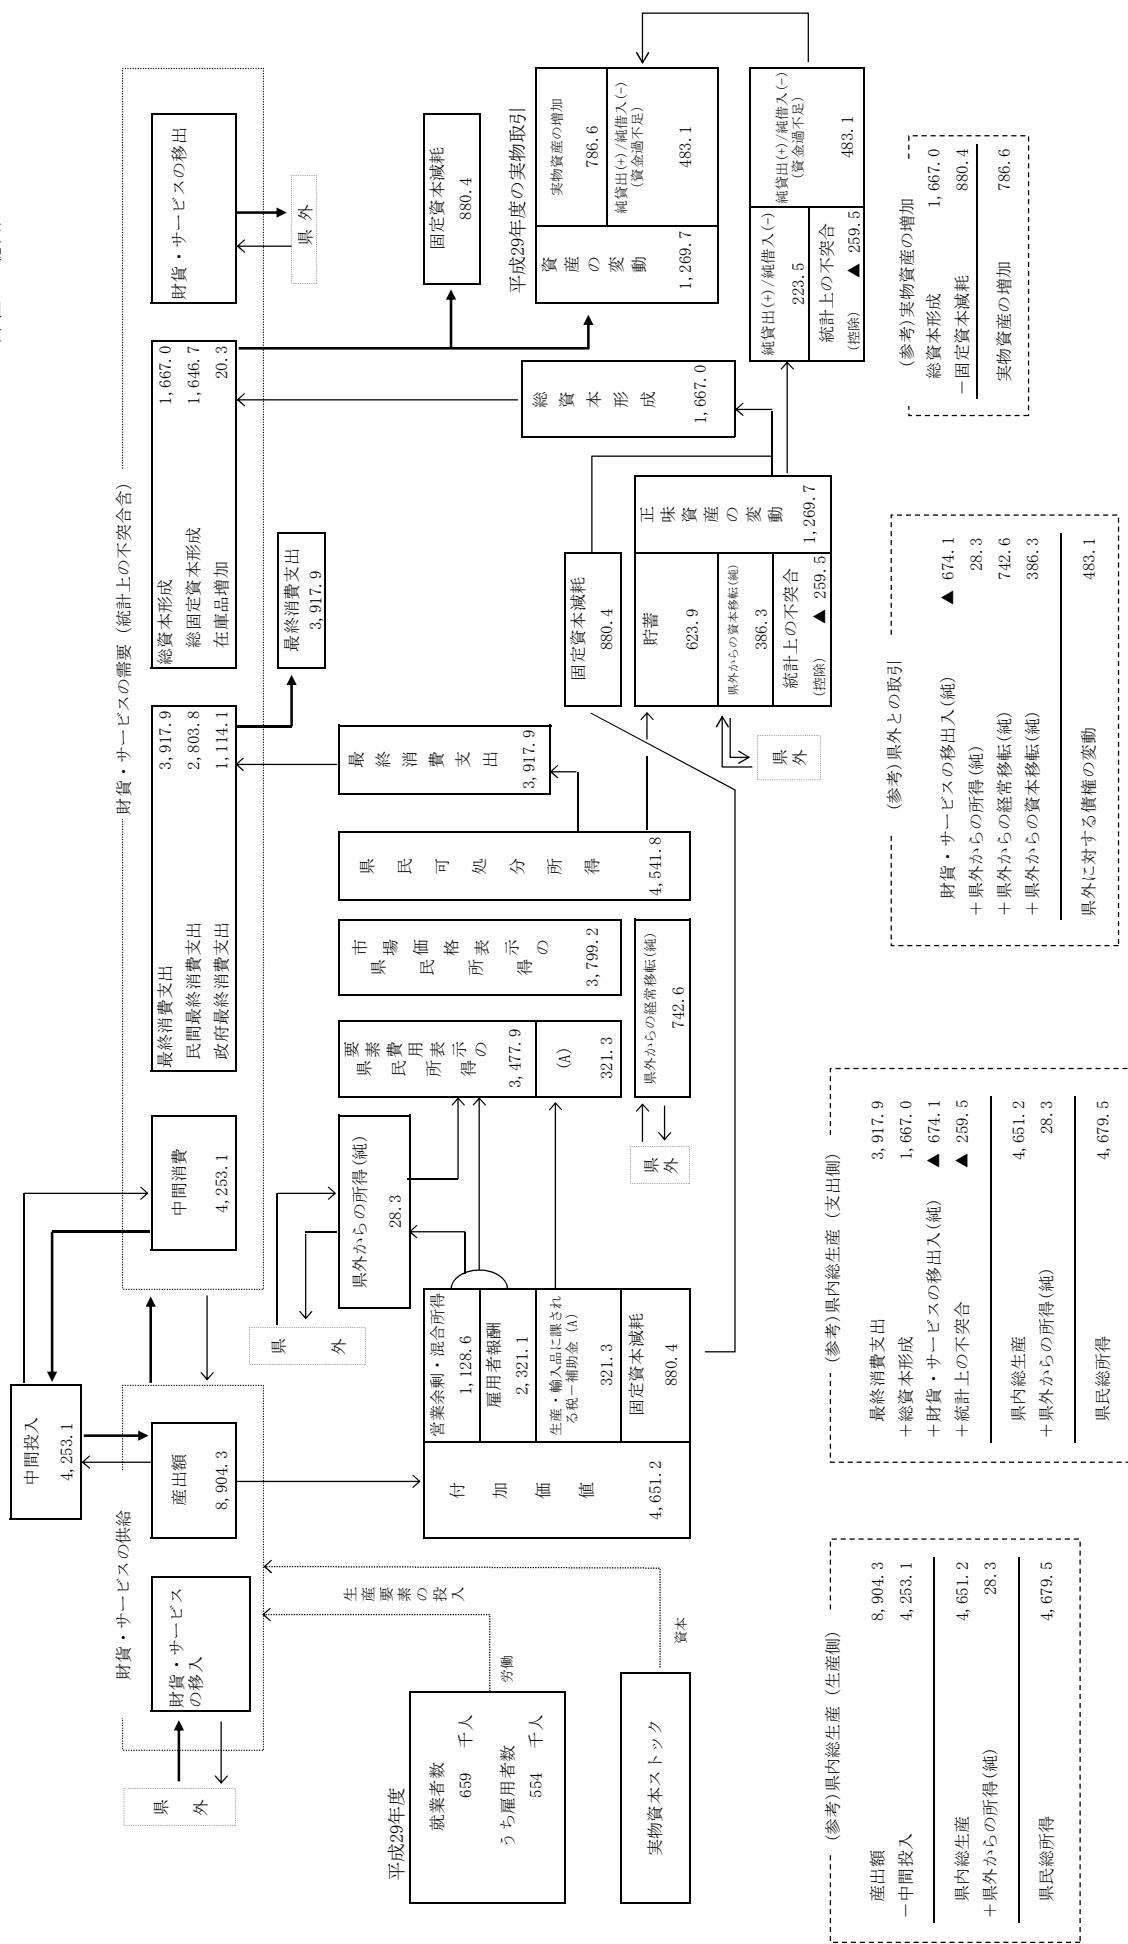 中間投入
4,253.1
財貨・サービスの供給
財貨・サービスの需要（統計上の不突合含）
県外
財貨・サービス
の移入
産出額
8,904.3
中間消費
4,253.1
最終消費支出 3,917.9
民間最終消費支出 2,803.8
政府最終消費支出 1,114.1
総資本形成 1,667.0
総固定資本形成 1,646.7
在庫品増加 20.3
財貨・サービスの移出
県外
県外
県外からの所得(純)
28.3
最終消費支出
3,917.9
平成29年度
就業者数
659 千人
うち雇用者数
554 千人
労働
生産要素の投入
実物資本ストック
資本
付加価値
4,651.2
営業余剰・混合所得
1,128.6
雇用者報酬
2,321.1
生産・輸入品に課され
る税－補助金 (A)
321.3
固定資本減耗
880.4
要素費用表示の
県民所得
3,477.9
(A)
321.3
県外
県外からの経常移転(純)
742.6
市場価格表示の
県民所得
3,799.2
県民可処分所得
4,541.8
最終消費支出
3,917.9
固定資本減耗
880.4
貯蓄
623.9
県外からの資本移転(純)
386.3
統計上の不突合
(控除) ▲ 259.5
正味資産の変動
1,269.7
県外
総資本形成
1,667.0
固定資本減耗
880.4
平成29年度の実物取引
資産の変動
1,269.7
実物資産の増加
786.6
純貸出(+)/純借入(-)
(資金過不足)
483.1
純貸出(+)/純借入(-)
223.5
統計上の不突合
(控除) ▲ 259.5
純貸出(+)/純借入(-)
(資金過不足)
483.1
(参考)県内総生産（生産側）
産出額 8,904.3
－中間投入 4,253.1
県内総生産 4,651.2
＋県外からの所得(純) 28.3
県民総所得 4,679.5
(参考)県内総生産（支出側）
最終消費支出 3,917.9
＋総資本形成 1,667.0
＋財貨・サービスの移出入(純) ▲ 674.1
＋統計上の不突合 ▲ 259.5
県内総生産 4,651.2
＋県外からの所得(純) 28.3
県民総所得 4,679.5
(参考)県外との取引
財貨・サービスの移出入(純) ▲ 674.1
＋県外からの所得(純) 28.3
＋県外からの経常移転(純) 742.6
＋県外からの資本移転(純) 386.3
県外に対する債権の変動 483.1
(参考)実物資産の増加
総資本形成 1,667.0
－固定資本減耗 880.4
実物資産の増加 786.6